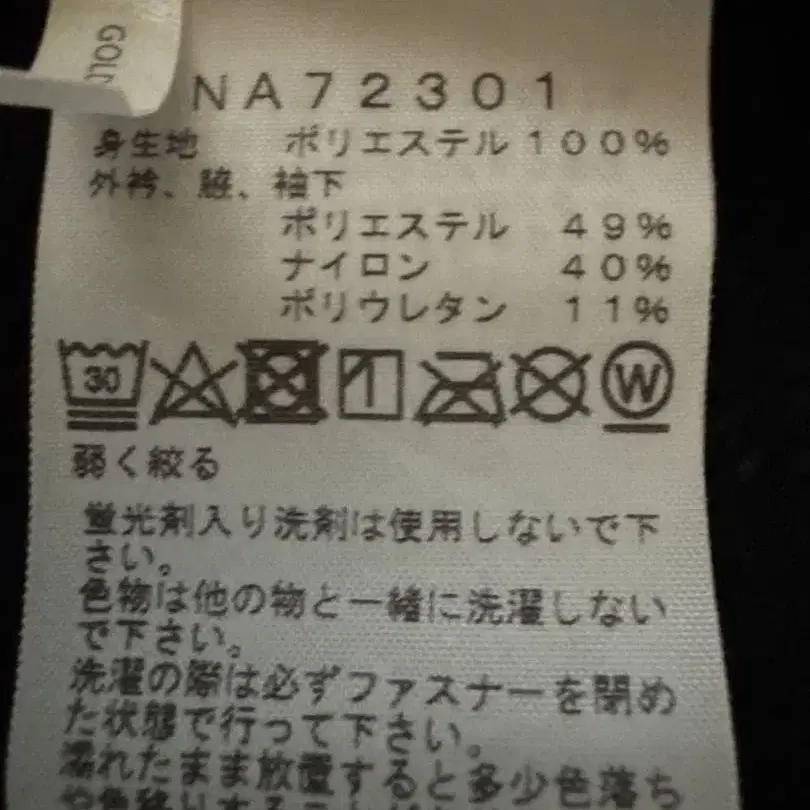 GOLD
NA72301
身生地 ポリエステル100%
外衿、脇、袖下
ポリエステル 49%
ナイロン 40%
ポリウレタン 11%
30
W
弱く絞る
蛍光剤入り洗剤は使用しないで下
さい。
色物は他の物と一緒に洗濯しない
で下さい。
洗濯の際は必ずファスナーを閉め
た状態で行って下さい。
濡れたまま放置すると多少色落ち